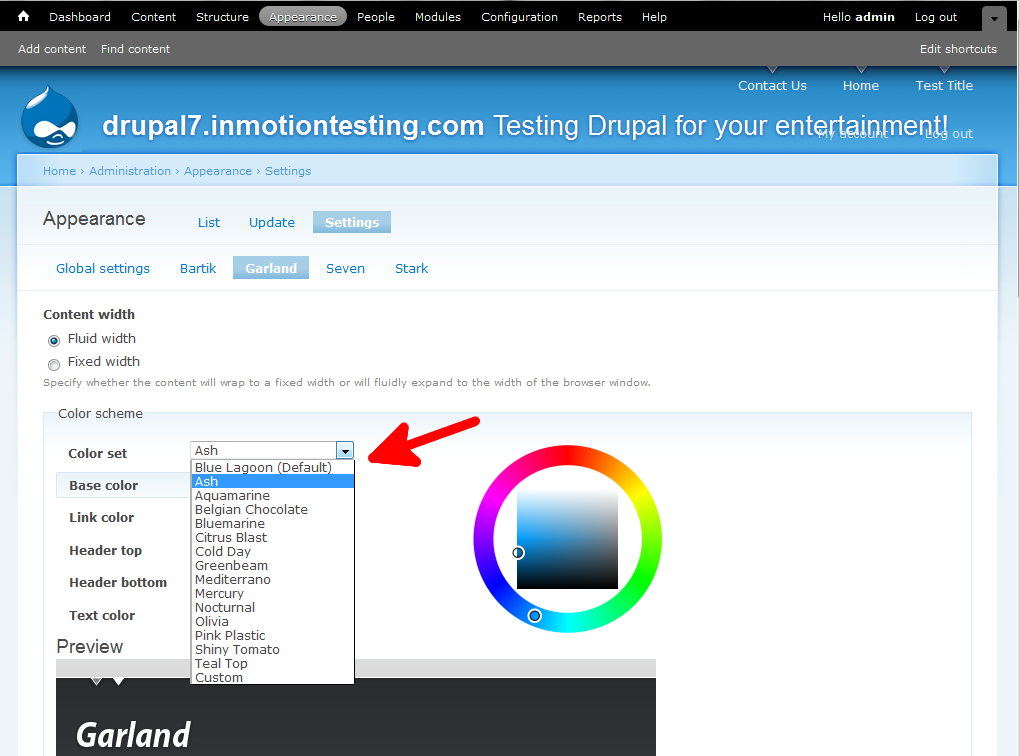 Dashboard Content Structure Appearance People Modules Configuration Reports Help Hello admin Log out
Add content Find content Edit shortcuts
Contact Us Home Test Title
drupal7.inmotiontesting.com Testing Drupal for your entertainment!
My account Log out
Home › Administration › Appearance › Settings
Appearance List Update Settings
Global settings Bartik Garland Seven Stark
Content width
Fluid width
Fixed width
Specify whether the content will wrap to a fixed width or will fluidly expand to the width of the browser window.
Color scheme
Color set Ash
Blue Lagoon (Default)
Ash
Aquamarine
Belgian Chocolate
Bluemarine
Citrus Blast
Cold Day
Greenbeam
Mediterrano
Mercury
Nocturnal
Olivia
Pink Plastic
Shiny Tomato
Teal Top
Custom
Base color
Link color
Header top
Header bottom
Text color
Preview
Garland